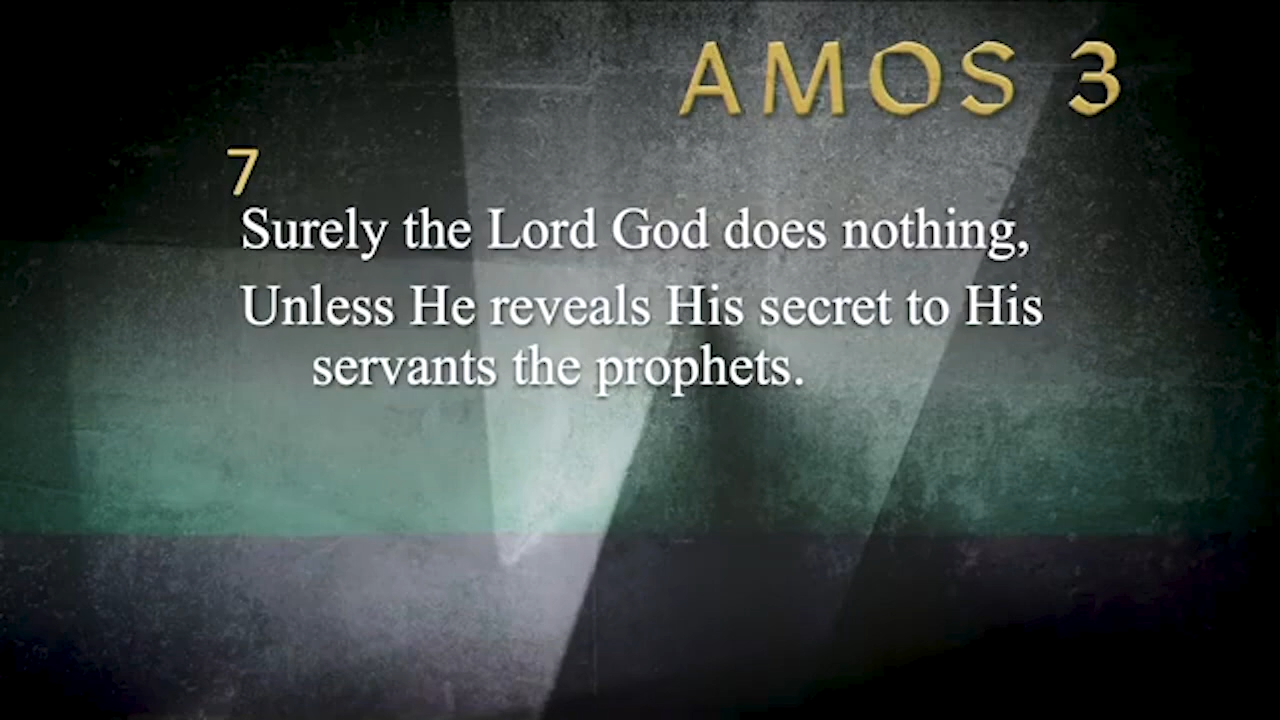 AMOS 3
7
Surely the Lord God does nothing,
Unless He reveals His secret to His
servants the prophets.